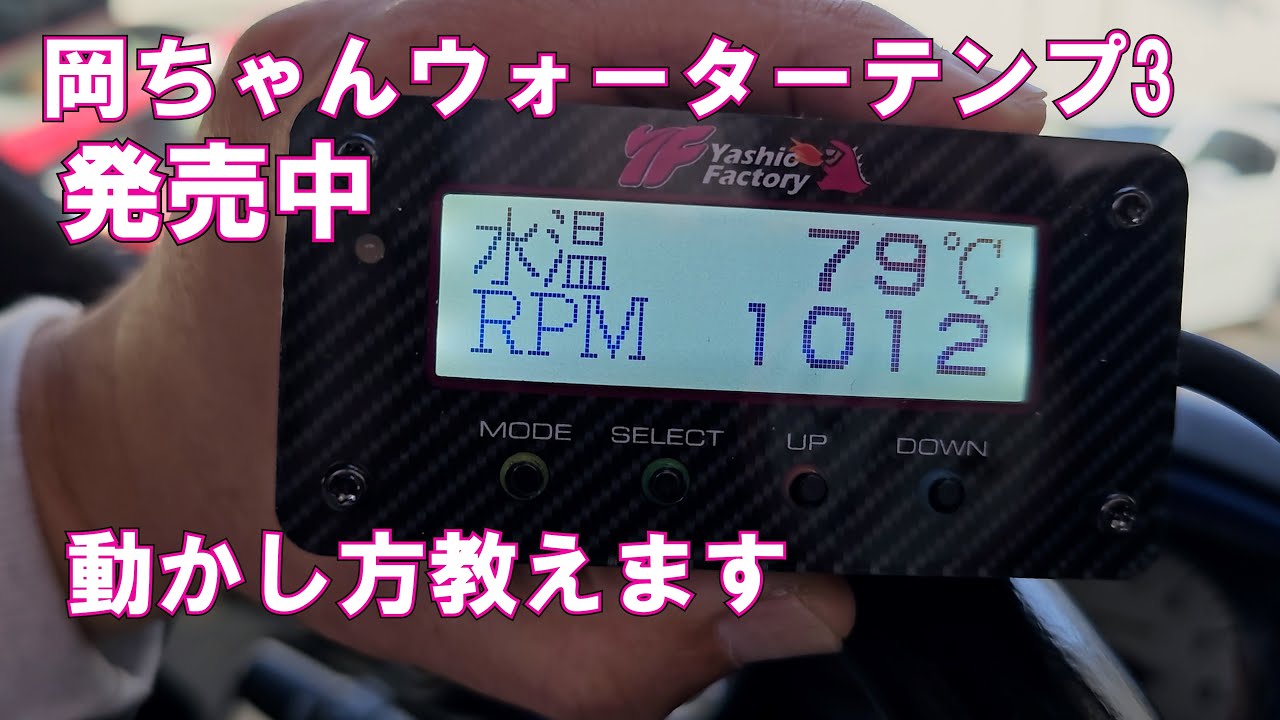 岡ちゃんウォーターテンプ3
発売中
YF Yashio Factory
水温 79℃
RPM 1012
MODE SELECT UP DOWN
動かし方教えます